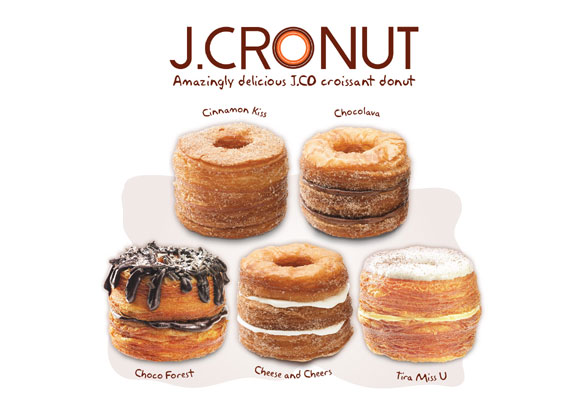 J.CRONUT
Amazingly delicious J.CO croissant donut
Cinnamon Kiss
Chocolava
Choco Forest
Cheese and Cheers
Tira Miss U